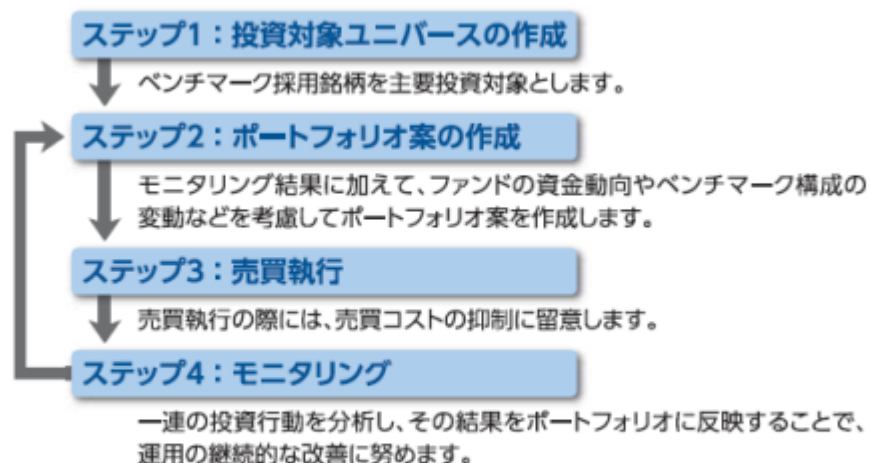 ステップ1：投資対象ユニバースの作成
ベンチマーク採用銘柄を主要投資対象とします。
ステップ2：ポートフォリオ案の作成
モニタリング結果に加えて、ファンドの資金動向やベンチマーク構成の
変動などを考慮してポートフォリオ案を作成します。
ステップ3：売買執行
売買執行の際には、売買コストの抑制に留意します。
ステップ4：モニタリング
一連の投資行動を分析し、その結果をポートフォリオに反映することで、
運用の継続的な改善に努めます。